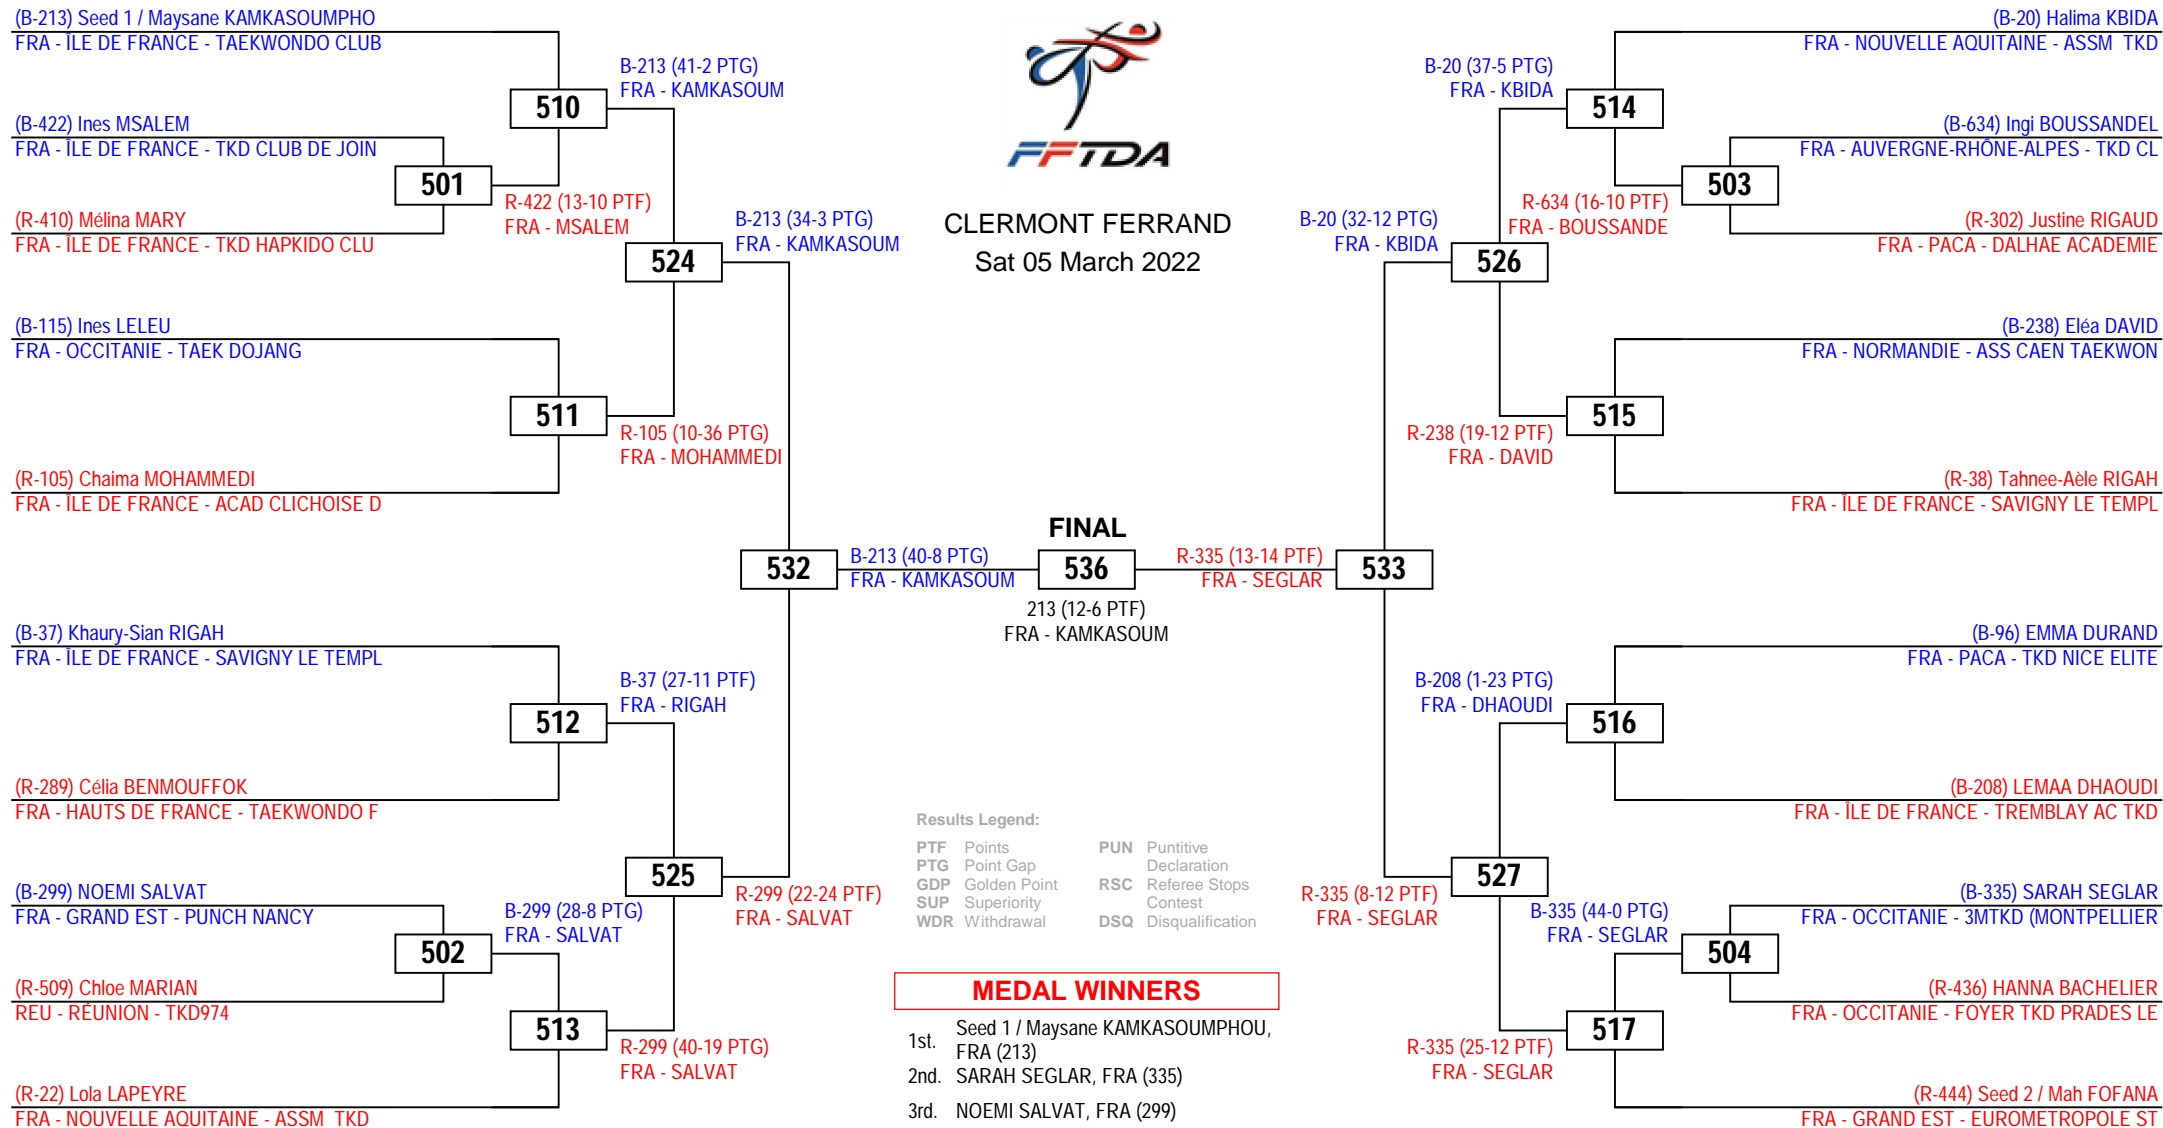 (B-213) Seed 1 / Maysane KAMKASOUMPHO
FRA - ÎLE DE FRANCE - TAEKWONDO CLUB
B-213 (41-2 PTG)
FRA - KAMKASOUM
510
(B-422) Ines MSALEM
FRA - ÎLE DE FRANCE - TKD CLUB DE JOIN
501
R-422 (13-10 PTF)
FRA - MSALEM
(R-410) Mélina MARY
FRA - ÎLE DE FRANCE - TKD HAPKIDO CLU
B-213 (34-3 PTG)
FRA - KAMKASOUM
524
(B-115) Ines LELEU
FRA - OCCITANIE - TAEK DOJANG
511
R-105 (10-36 PTG)
FRA - MOHAMMEDI
(R-105) Chaima MOHAMMEDI
FRA - ÎLE DE FRANCE - ACAD CLICHOISE D
532
B-213 (40-8 PTG)
FRA - KAMKASOUM
(B-37) Khaury-Sian RIGAH
FRA - ÎLE DE FRANCE - SAVIGNY LE TEMPL
B-37 (27-11 PTF)
FRA - RIGAH
512
(R-289) Célia BENMOUFFOK
FRA - HAUTS DE FRANCE - TAEKWONDO F
525
R-299 (22-24 PTF)
FRA - SALVAT
(B-299) NOEMI SALVAT
FRA - GRAND EST - PUNCH NANCY
B-299 (28-8 PTG)
FRA - SALVAT
502
(R-509) Chloe MARIAN
REU - RÉUNION - TKD974
513
R-299 (40-19 PTG)
FRA - SALVAT
(R-22) Lola LAPEYRE
FRA - NOUVELLE AQUITAINE - ASSM TKD
FFTDA
CLERMONT FERRAND
Sat 05 March 2022
FINAL
536
213 (12-6 PTF)
FRA - KAMKASOUM
Results Legend:
PTF Points
PTG Point Gap
GDP Golden Point
SUP Superiority
WDR Withdrawal
PUN Puntitive
Declaration
RSC Referee Stops
Contest
DSQ Disqualification
MEDAL WINNERS
1st. Seed 1 / Maysane KAMKASOUMPHOU,
FRA (213)
2nd. SARAH SEGLAR, FRA (335)
3rd. NOEMI SALVAT, FRA (299)
(B-20) Halima KBIDA
FRA - NOUVELLE AQUITAINE - ASSM TKD
B-20 (37-5 PTG)
FRA - KBIDA
514
(B-634) Ingi BOUSSANDEL
FRA - AUVERGNE-RHÔNE-ALPES - TKD CL
503
R-634 (16-10 PTF)
FRA - BOUSSANDE
(R-302) Justine RIGAUD
FRA - PACA - DALHAE ACADEMIE
B-20 (32-12 PTG)
FRA - KBIDA
526
(B-238) Eléa DAVID
FRA - NORMANDIE - ASS CAEN TAEKWON
515
R-238 (19-12 PTF)
FRA - DAVID
(R-38) Tahnee-Aèle RIGAH
FRA - ÎLE DE FRANCE - SAVIGNY LE TEMPL
R-335 (13-14 PTF)
FRA - SEGLAR
533
(B-96) EMMA DURAND
FRA - PACA - TKD NICE ELITE
B-208 (1-23 PTG)
FRA - DHAOUDI
516
(B-208) LEMAA DHAOUDI
FRA - ÎLE DE FRANCE - TREMBLAY AC TKD
527
R-335 (8-12 PTF)
FRA - SEGLAR
(B-335) SARAH SEGLAR
FRA - OCCITANIE - 3MTKD (MONTPELLIER
B-335 (44-0 PTG)
FRA - SEGLAR
504
(R-436) HANNA BACHELIER
FRA - OCCITANIE - FOYER TKD PRADES LE
517
R-335 (25-12 PTF)
FRA - SEGLAR
(R-444) Seed 2 / Mah FOFANA
FRA - GRAND EST - EUROMETROPOLE ST